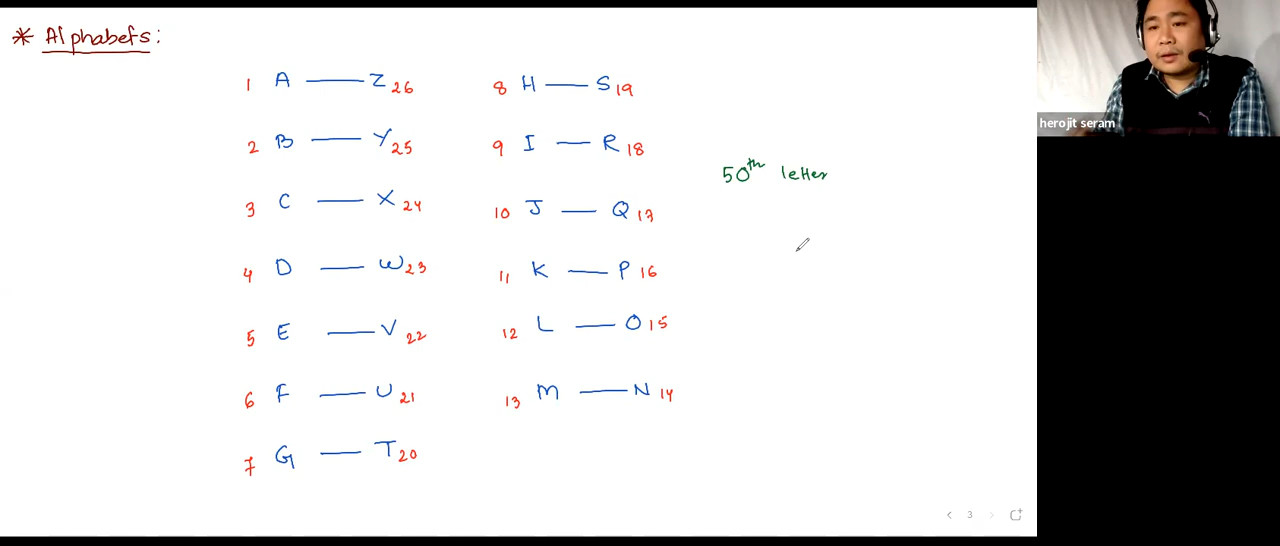 * Alphabets:
1 A — Z 26
2 B — Y 25
3 C — X 24
4 D — W 23
5 E — V 22
6 F — U 21
7 G — T 20
8 H — S 19
9 I — R 18
10 J — Q 17
11 K — P 16
12 L — O 15
13 M — N 14
50th letter
herojit seram
3